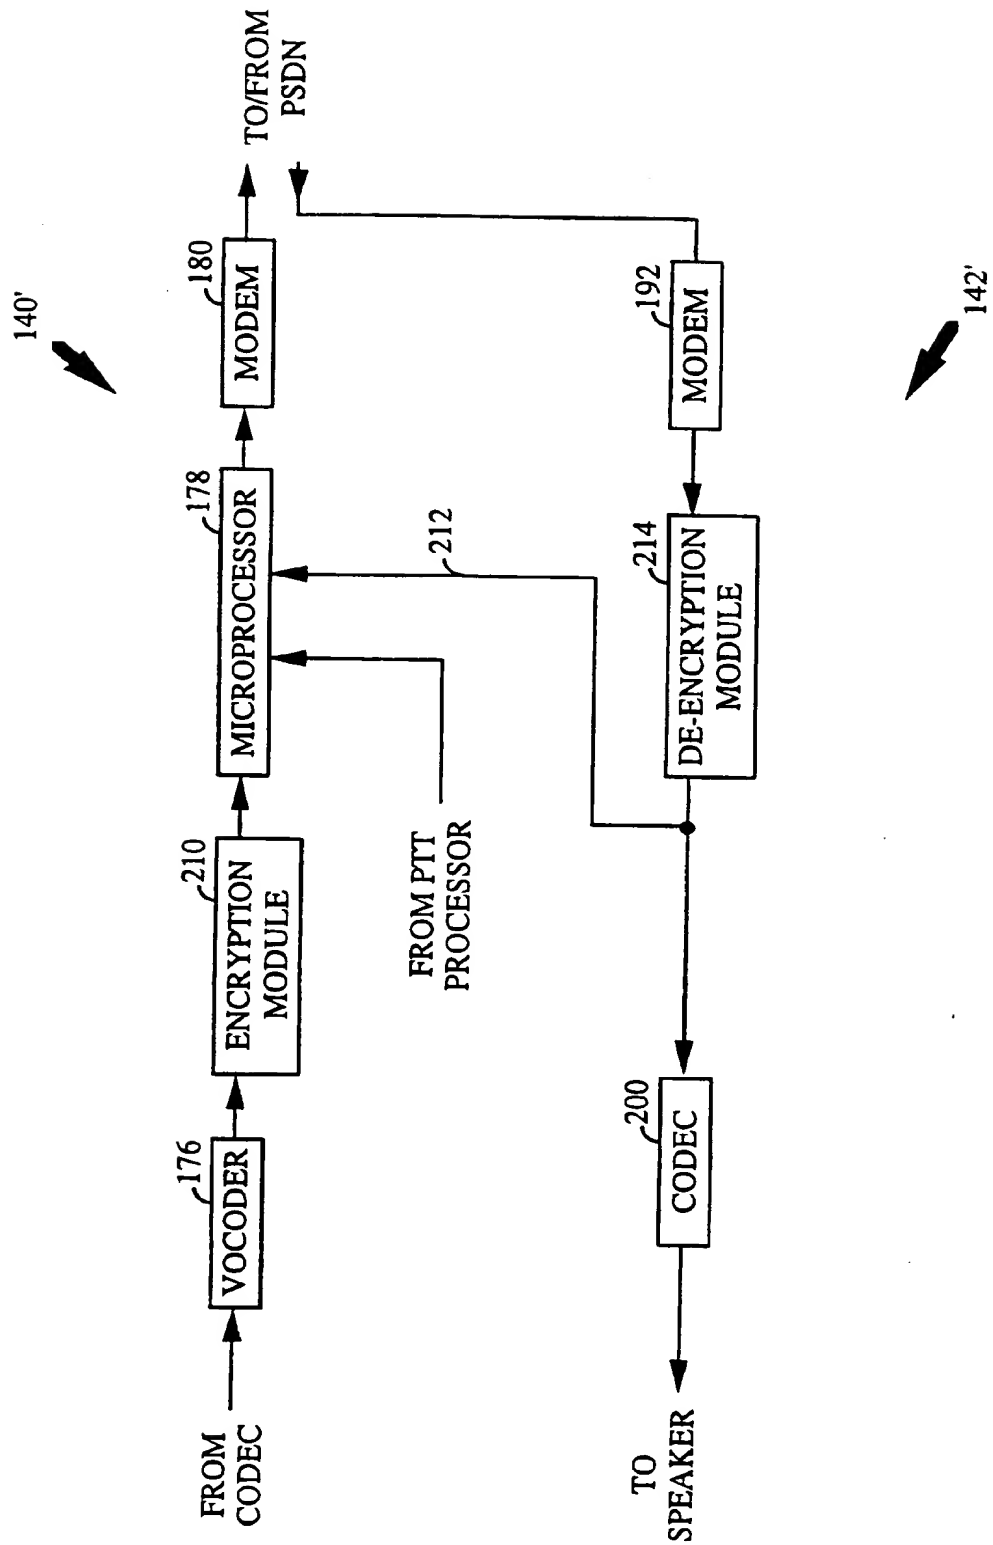 140'
FROM
CODEC
176
VOCODER
210
ENCRYPTION
MODULE
178
MICROPROCESSOR
180
MODEM
TO/FROM
PSDN
FROM PTT
PROCESSOR
212
TO
SPEAKER
200
CODEC
214
DE-ENCRYPTION
MODULE
192
MODEM
142'